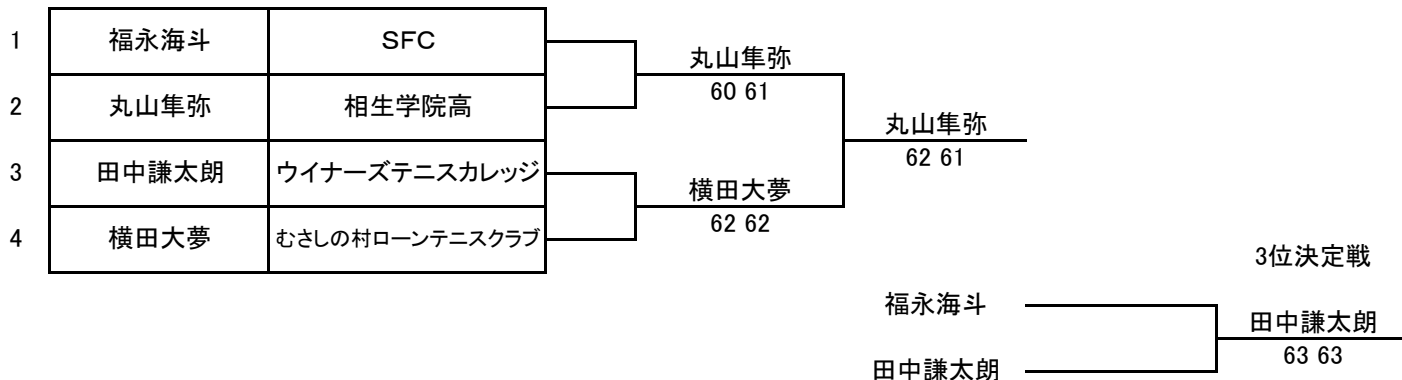 1 福永海斗 SFC
2 丸山隼弥 相生学院高
3 田中謙太朗 ウイナーズテニスカレッジ
4 横田大夢 むさしの村ローンテニスクラブ
丸山隼弥
60 61
横田大夢
62 62
丸山隼弥
62 61
3位決定戦
福永海斗
田中謙太朗
田中謙太朗
63 63